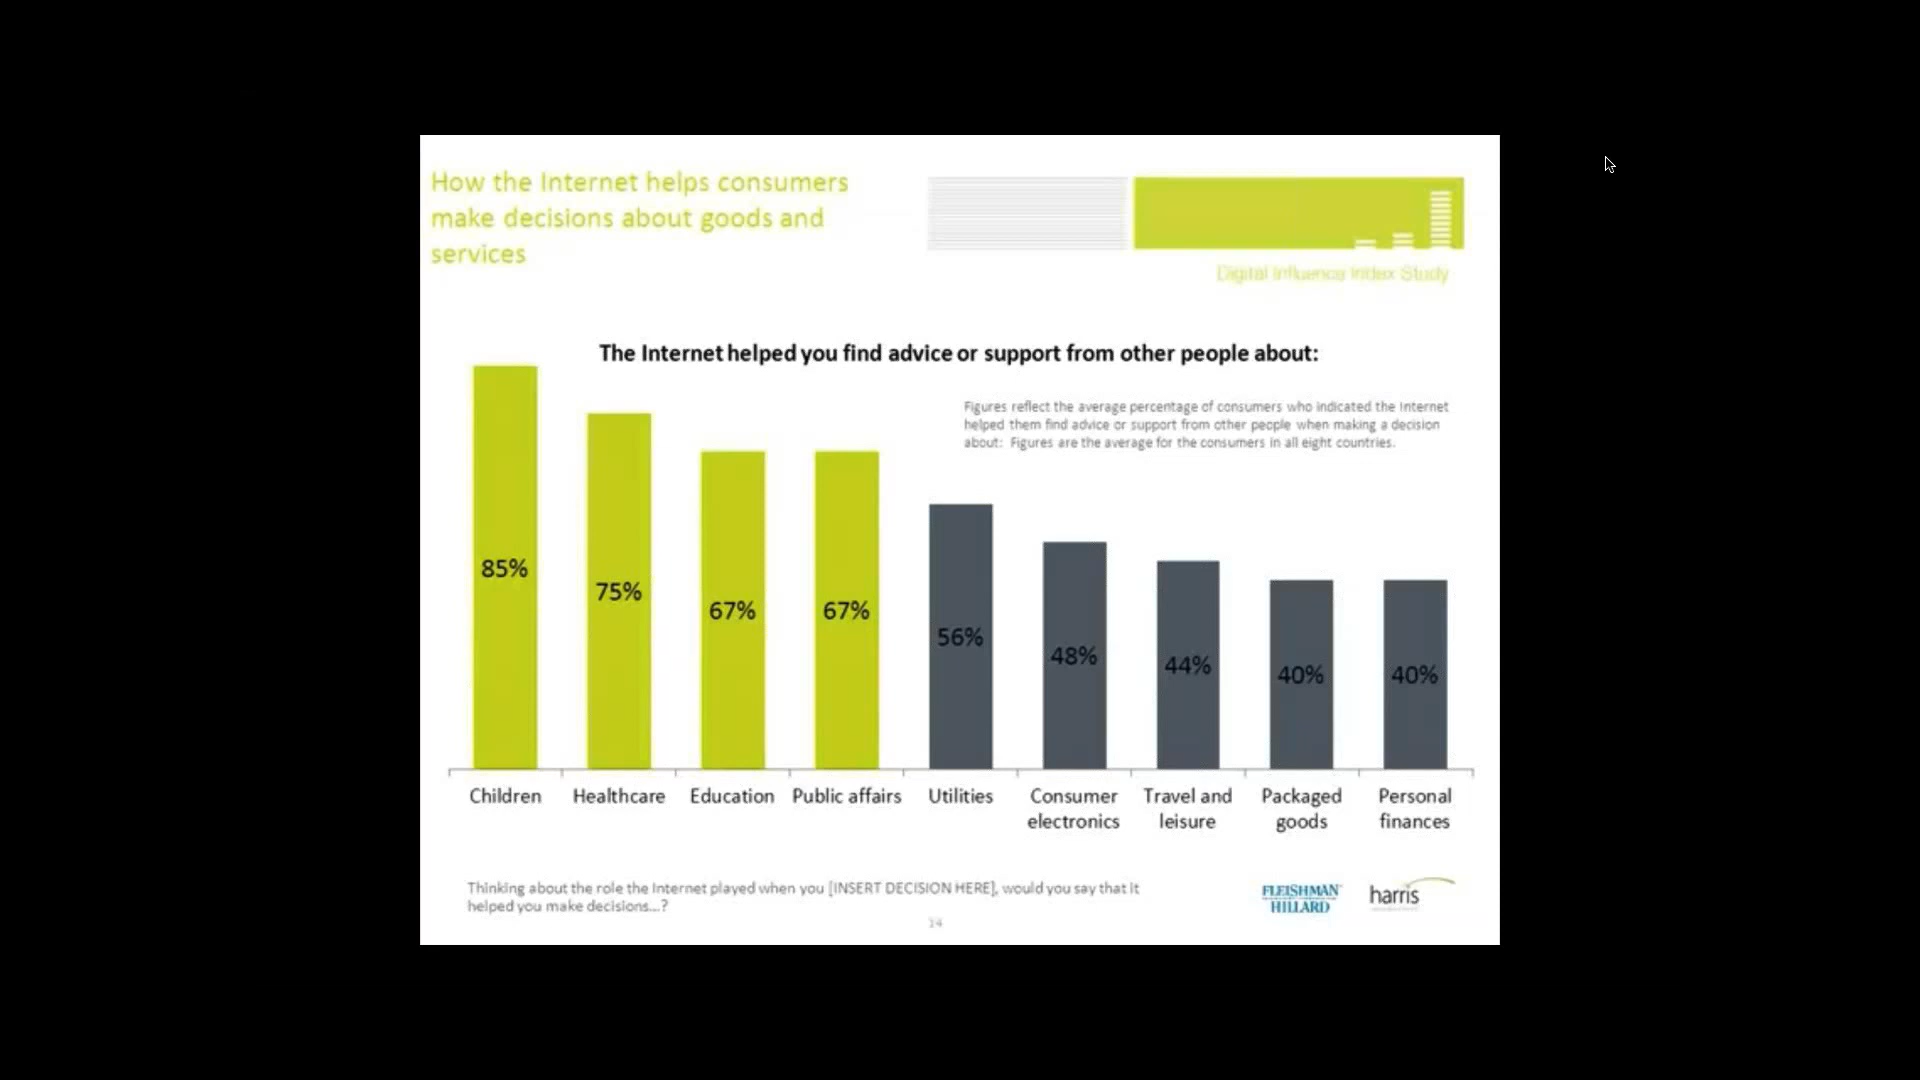 How the Internet helps consumers
make decisions about goods and
services
Digital Influence Index Study
The Internet helped you find advice or support from other people about:
Figures reflect the average percentage of consumers who indicated the Internet
helped them find advice or support from other people when making a decision
about: Figures are the average for the consumers in all eight countries.
85%
75%
67%
67%
56%
48%
44%
40%
40%
Children
Healthcare
Education
Public affairs
Utilities
Consumer
electronics
Travel and
leisure
Packaged
goods
Personal
finances
Thinking about the role the Internet played when you [INSERT DECISION HERE], would you say that it
helped you make decisions...?
FLEISHMAN
HILLARD
harris
14